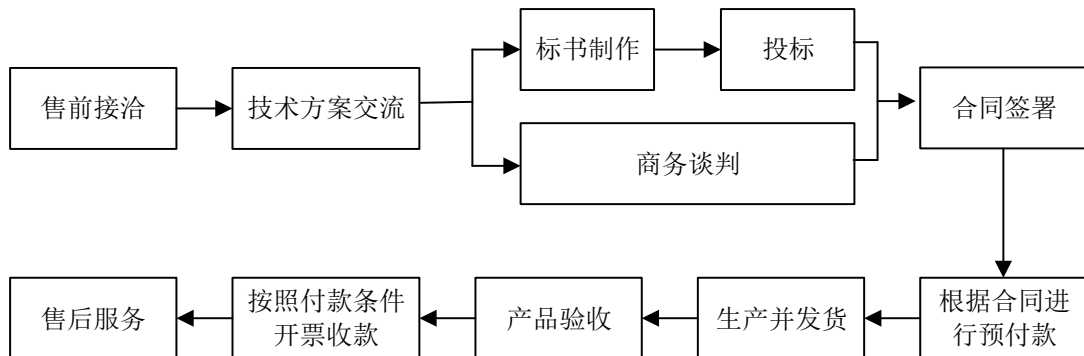 标书制作
投标
售前接洽
技术方案交流
合同签署
商务谈判
售后服务
按照付款条件
开票收款
产品验收
生产并发货
根据合同进
行预付款